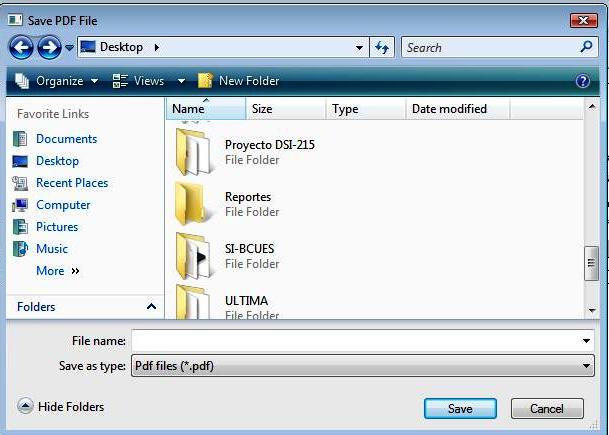 Save PDF File
Desktop
Search
Organize Views New Folder ?
Favorite Links
Documents
Desktop
Recent Places
Computer
Pictures
Music
More »
Folders
Name Size Type Date modified
Proyecto DSI-215
File Folder
Reportes
File Folder
SI-BCUES
File Folder
ULTIMA
File Folder
File name:
Save as type: Pdf files (*.pdf)
Hide Folders Save Cancel